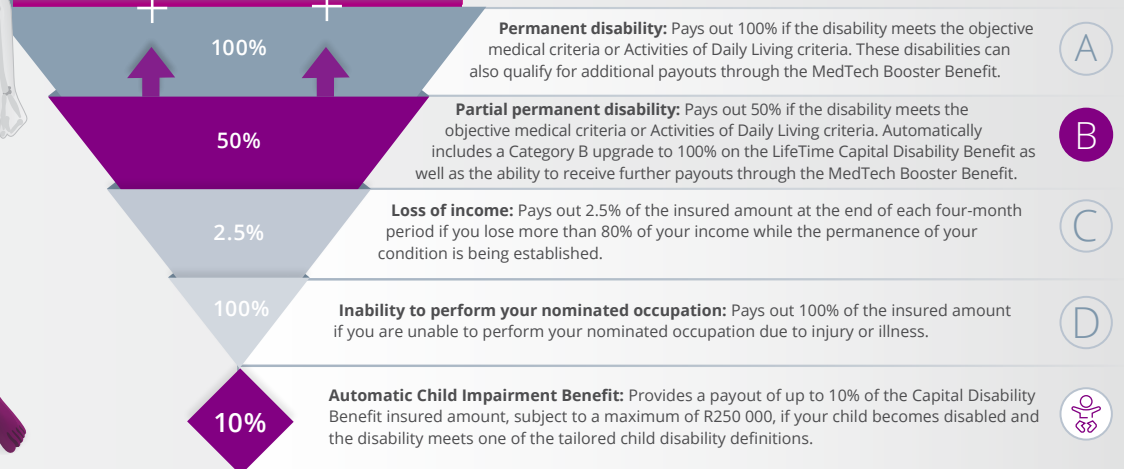 100%
Permanent disability: Pays out 100% if the disability meets the objective
medical criteria or Activities of Daily Living criteria. These disabilities can
also qualify for additional payouts through the MedTech Booster Benefit.
A
50%
Partial permanent disability: Pays out 50% if the disability meets the
objective medical criteria or Activities of Daily Living criteria. Automatically
includes a Category B upgrade to 100% on the LifeTime Capital Disability Benefit as
well as the ability to receive further payouts through the MedTech Booster Benefit.
B
2.5%
Loss of income: Pays out 2.5% of the insured amount at the end of each four-month
period if you lose more than 80% of your income while the permanence of your
condition is being established.
C
100%
Inability to perform your nominated occupation: Pays out 100% of the insured amount
if you are unable to perform your nominated occupation due to injury or illness.
D
10%
Automatic Child Impairment Benefit: Provides a payout of up to 10% of the Capital Disability
Benefit insured amount, subject to a maximum of R250 000, if your child becomes disabled and
the disability meets one of the tailored child disability definitions.